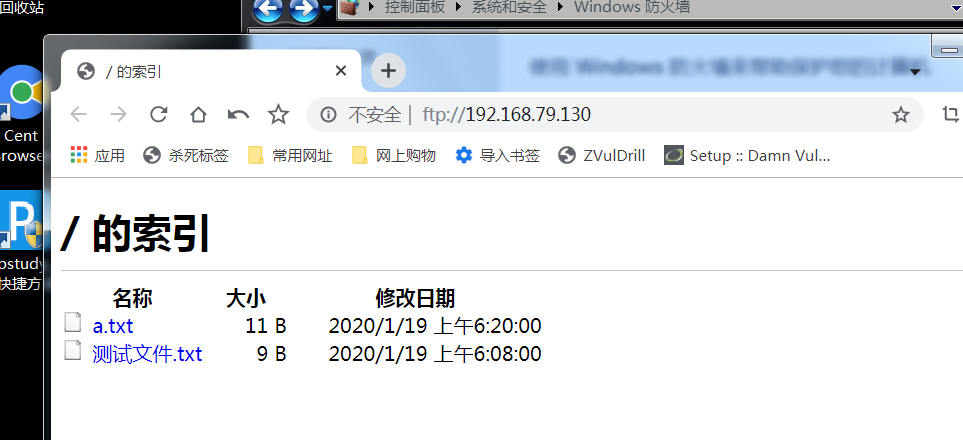 回收站
控制面板 系统和安全 Windows 防火墙
使用 Windows 防火墙来帮助保护您的计算机
/ 的索引
不安全 | ftp://192.168.79.130
应用 杀死标签 常用网址 网上购物 导入书签 ZVulDrill Setup :: Damn Vul...
Cent
Browse
pstudy
快捷方
/ 的索引
名称 大小 修改日期
a.txt 11 B 2020/1/19 上午6:20:00
测试文件.txt 9 B 2020/1/19 上午6:08:00